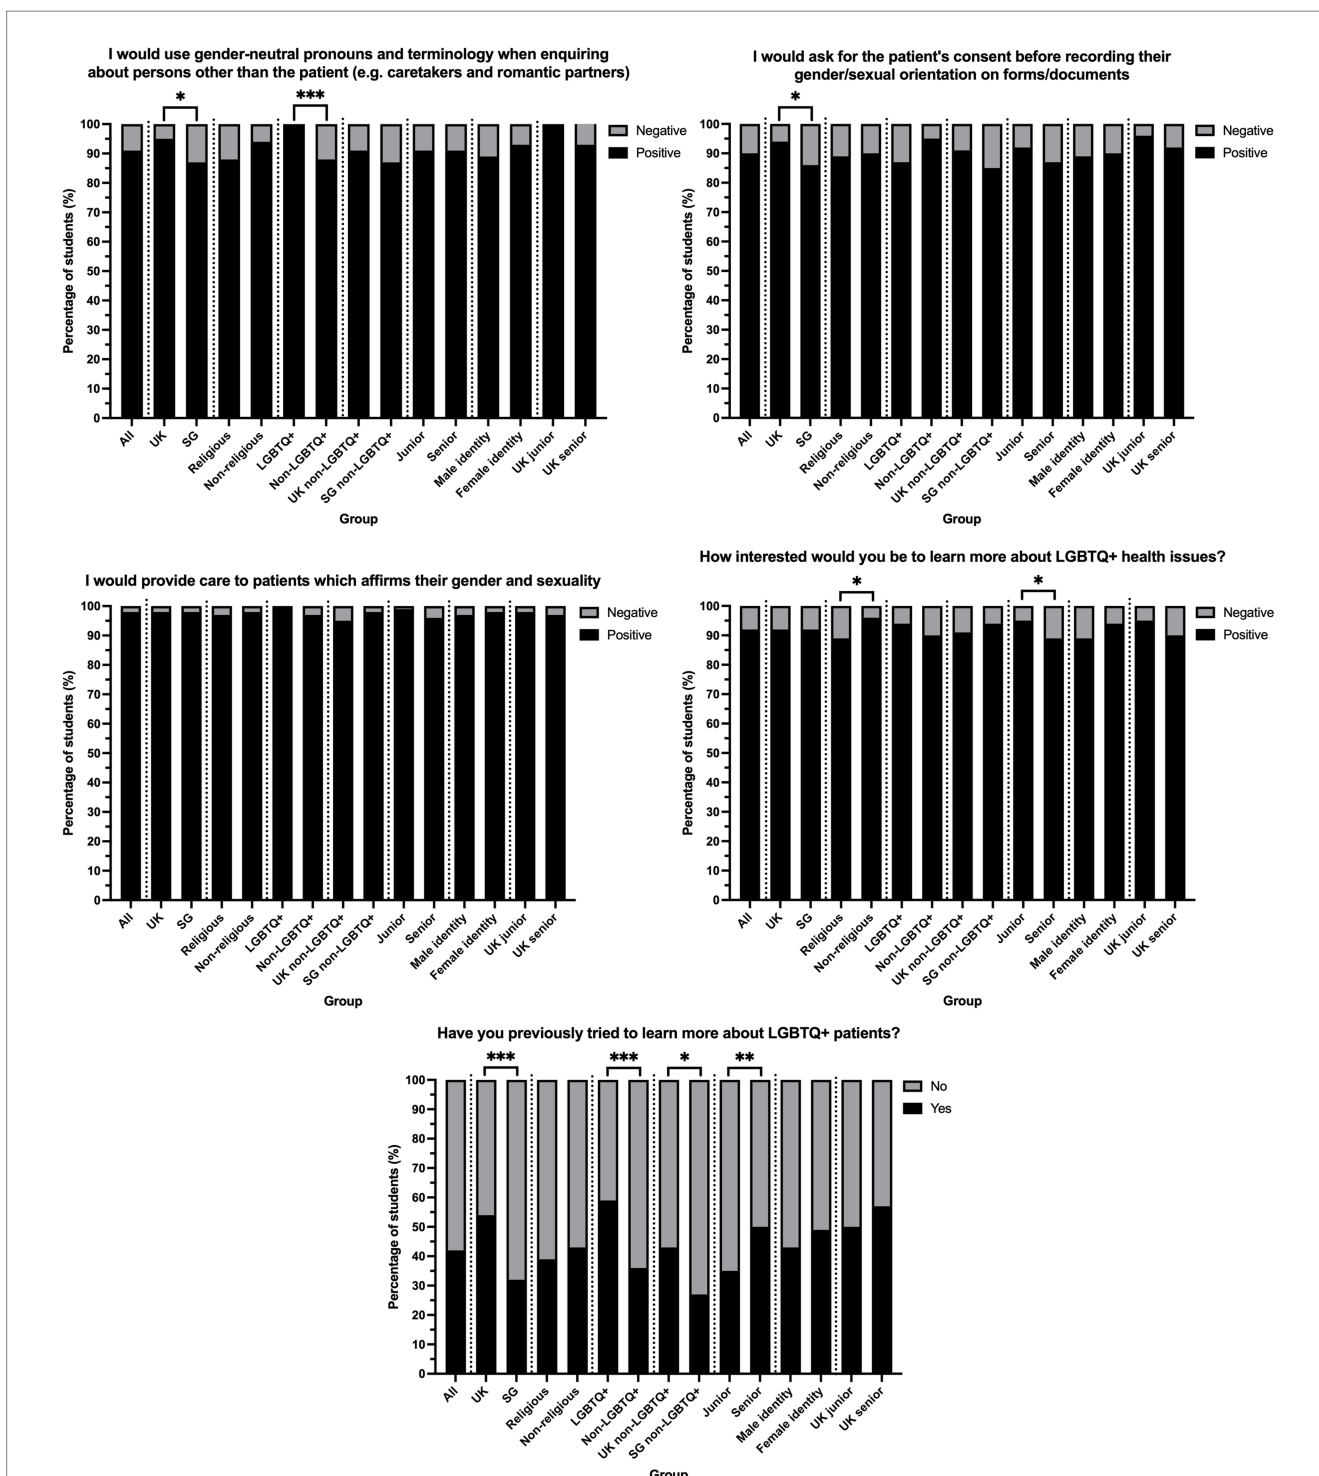 I would use gender-neutral pronouns and terminology when enquiring
about persons other than the patient (e.g. caretakers and romantic partners)
* ***
Negative
Positive
Percentage of students (%)
100
90
80
70
60
50
40
30
20
10
0
All
UK
SG
Religious
Non-religious
LGBTQ+
Non-LGBTQ+
UK non-LGBTQ+
SG non-LGBTQ+
Junior
Senior
Male identity
Female identity
UK junior
UK senior
Group
I would ask for the patient's consent before recording their
gender/sexual orientation on forms/documents
*
Negative
Positive
Percentage of students (%)
100
90
80
70
60
50
40
30
20
10
0
All
UK
SG
Religious
Non-religious
LGBTQ+
Non-LGBTQ+
UK non-LGBTQ+
SG non-LGBTQ+
Junior
Senior
Male identity
Female identity
UK junior
UK senior
Group
I would provide care to patients which affirms their gender and sexuality
Negative
Positive
Percentage of students (%)
100
90
80
70
60
50
40
30
20
10
0
All
UK
SG
Religious
Non-religious
LGBTQ+
Non-LGBTQ+
UK non-LGBTQ+
SG non-LGBTQ+
Junior
Senior
Male identity
Female identity
UK junior
UK senior
Group
How interested would you be to learn more about LGBTQ+ health issues?
* *
Negative
Positive
Percentage of students (%)
100
90
80
70
60
50
40
30
20
10
0
All
UK
SG
Religious
Non-religious
LGBTQ+
Non-LGBTQ+
UK non-LGBTQ+
SG non-LGBTQ+
Junior
Senior
Male identity
Female identity
UK junior
UK senior
Group
Have you previously tried to learn more about LGBTQ+ patients?
*** *** * **
No
Yes
Percentage of students (%)
100
90
80
70
60
50
40
30
20
10
0
All
UK
SG
Religious
Non-religious
LGBTQ+
Non-LGBTQ+
UK non-LGBTQ+
SG non-LGBTQ+
Junior
Senior
Male identity
Female identity
UK junior
UK senior
Group